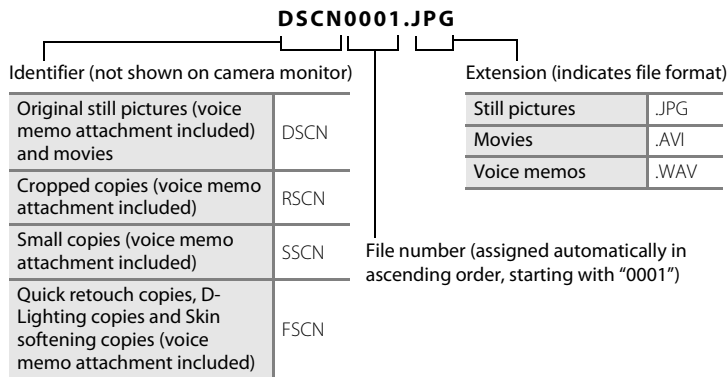 DSCN0001.JPG
Identifier (not shown on camera monitor)
Original still pictures (voice
memo attachment included)
and movies
DSCN
Cropped copies (voice memo
attachment included)
RSCN
Small copies (voice memo
attachment included)
SSCN
Quick retouch copies, D-
Lighting copies and Skin
softening copies (voice
memo attachment included)
FSCN
Extension (indicates file format)
Still pictures .JPG
Movies .AVI
Voice memos .WAV
File number (assigned automatically in
ascending order, starting with “0001”)